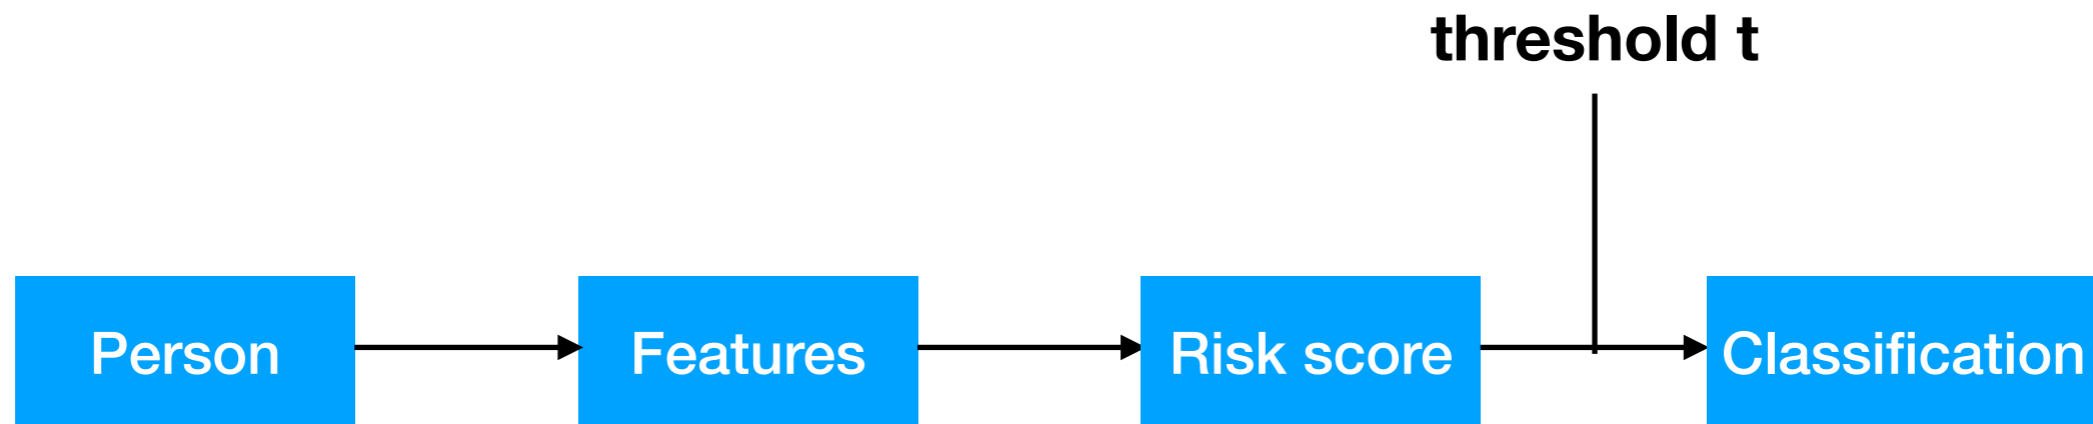 threshold t
Person
Features
Risk score
Classification